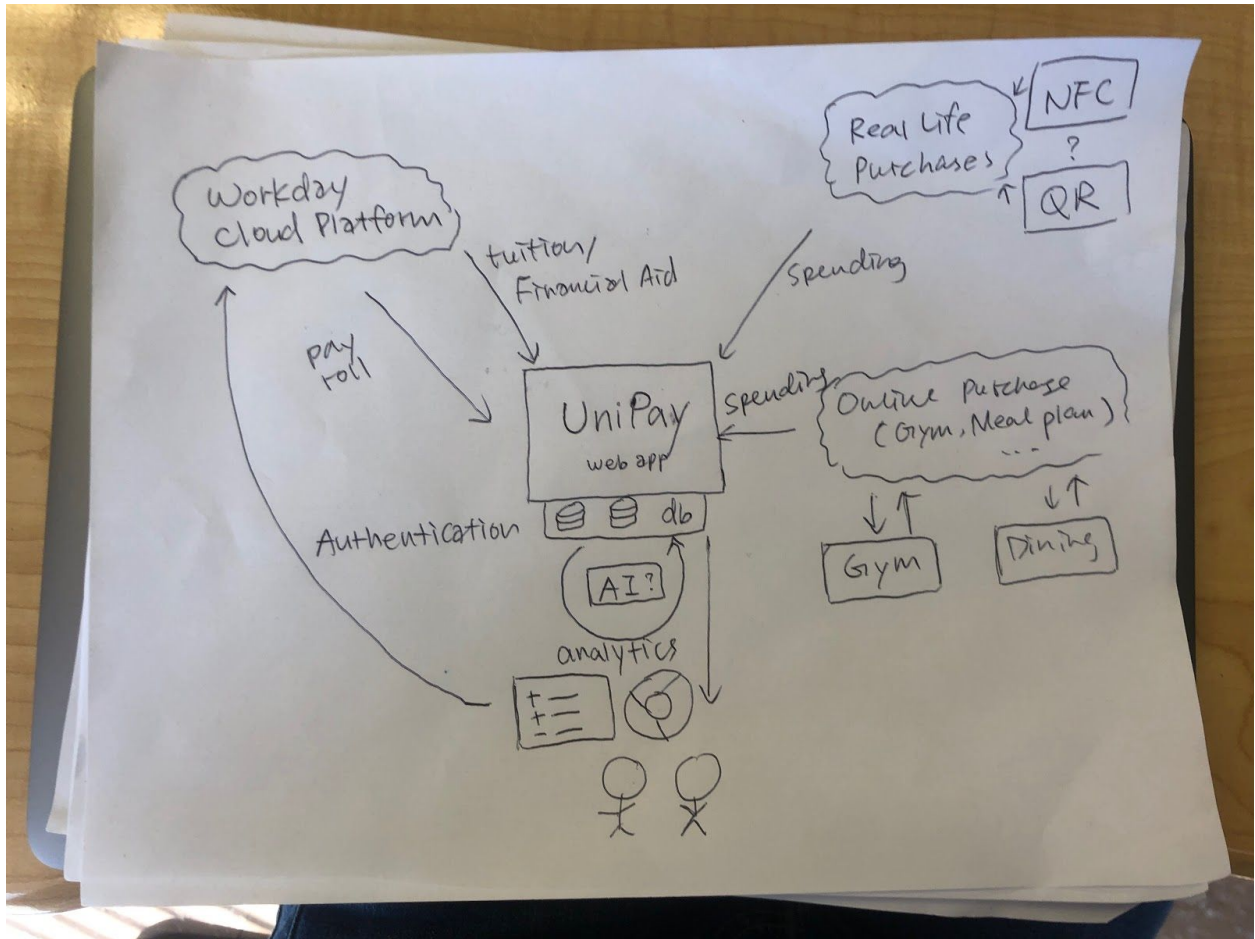 Real Life
Purchases
NFC
?
QR
Workday
Cloud Platform
tuition/
Financial Aid
spending
pay
roll
UniPay
web app
db
spending
Online Purchase
(Gym, Meal plan)
...
Gym
Dining
Authentication
AI?
analytics